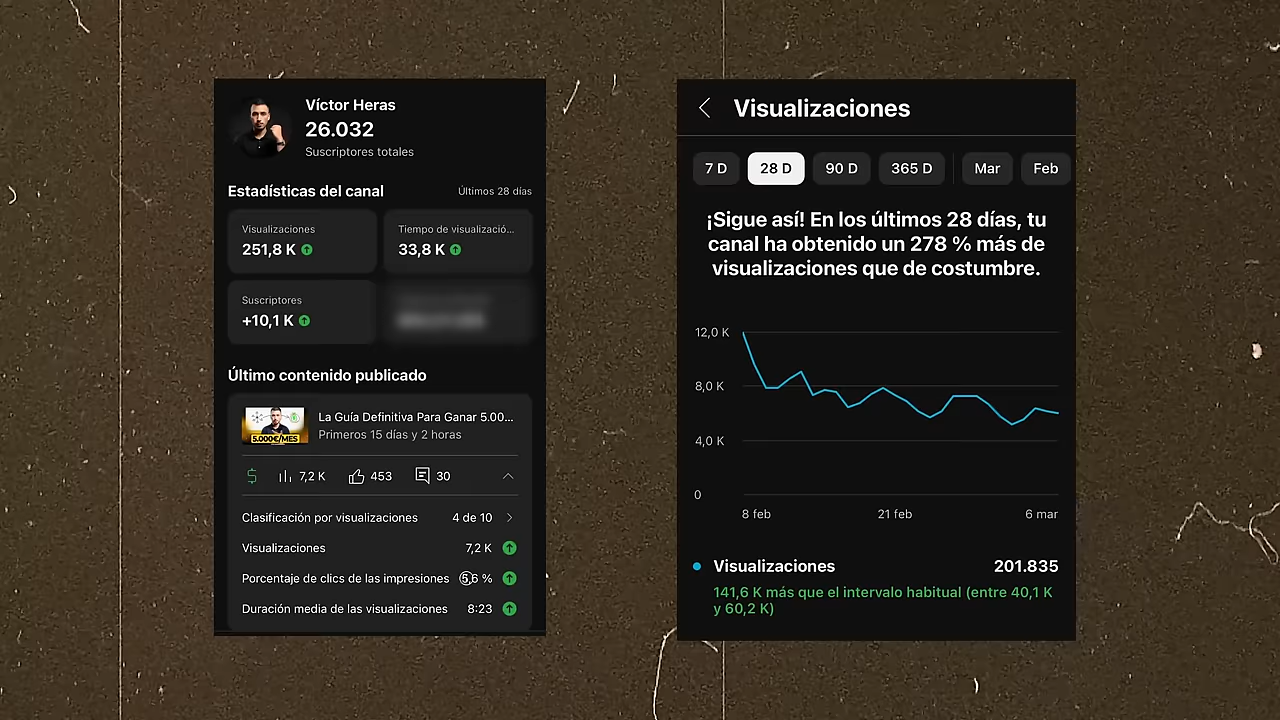 Víctor Heras
26.032
Suscriptores totales
Estadísticas del canal
Últimos 28 días
Visualizaciones
251,8 K
Tiempo de visualizació...
33,8 K
Suscriptores
+10,1 K
Último contenido publicado
5.000€/MES
La Guía Definitiva Para Ganar 5.00...
Primeros 15 días y 2 horas
$ 7,2 K 453 30
Clasificación por visualizaciones 4 de 10
Visualizaciones 7,2 K
Porcentaje de clics de las impresiones 5,6 %
Duración media de las visualizaciones 8:23
Visualizaciones
7 D 28 D 90 D 365 D Mar Feb
¡Sigue así! En los últimos 28 días, tu
canal ha obtenido un 278 % más de
visualizaciones que de costumbre.
12,0 K
8,0 K
4,0 K
0
8 feb 21 feb 6 mar
Visualizaciones 201.835
141,6 K más que el intervalo habitual (entre 40,1 K
y 60,2 K)